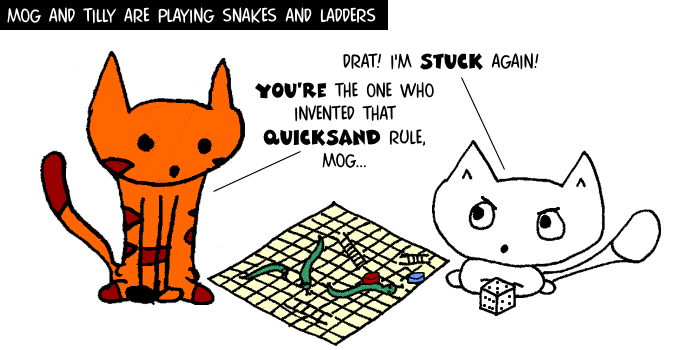 MOG AND TILLY ARE PLAYING SNAKES AND LADDERS
DRAT! I'M STUCK AGAIN!
YOU'RE THE ONE WHO
INVENTED THAT
QUICKSAND RULE,
MOG...